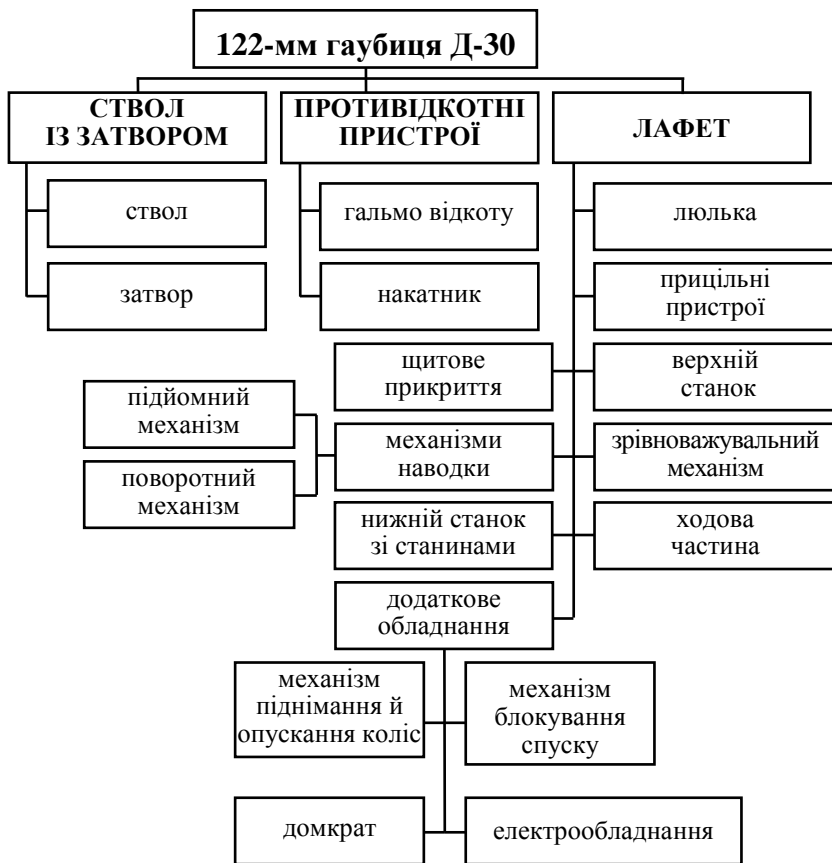 122-мм гаубиця Д-30
СТВОЛ
ІЗ ЗАТВОРОМ
ПРОТИВІДКОТНІ
ПРИСТРОЇ
ЛАФЕТ
ствол
гальмо відкоту
люлька
затвор
накатник
прицільні
пристрої
щитове
прикриття
верхній
станок
підйомний
механізм
механізми
наводки
зрівноважувальний
механізм
поворотний
механізм
нижній станок
зі станинами
ходова
частина
додаткове
обладнання
механізм
піднімання й
опускання коліс
механізм
блокування
спуску
домкрат
електрообладнання